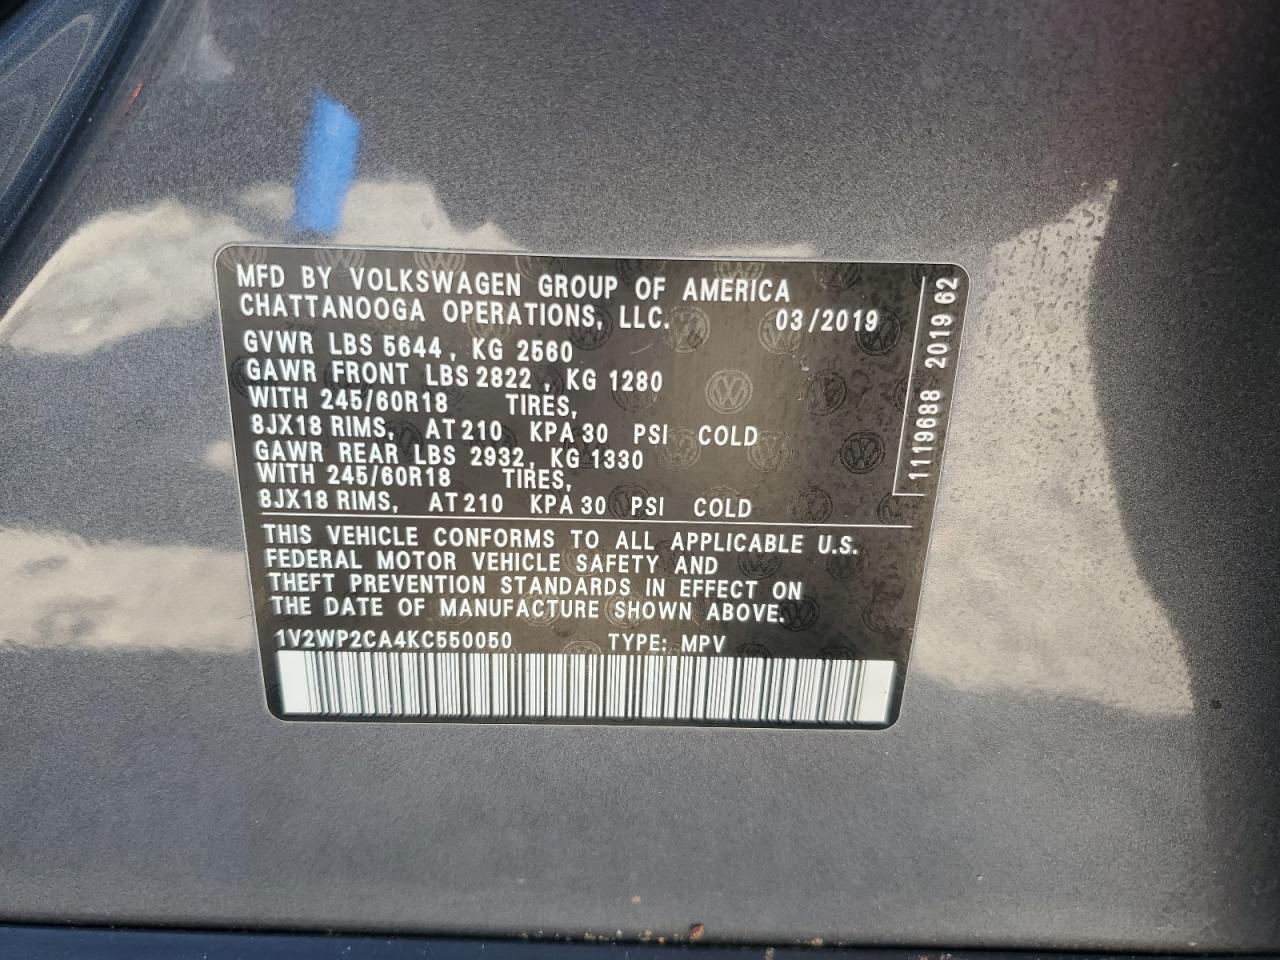 MFD BY VOLKSWAGEN GROUP OF AMERICA
CHATTANOOGA OPERATIONS, LLC. 03/2019
GVWR LBS 5644, KG 2560
GAWR FRONT LBS 2822, KG 1280
WITH 245/60R18 TIRES,
8JX18 RIMS, AT 210 KPA 30 PSI COLD
GAWR REAR LBS 2932, KG 1330
WITH 245/60R18 TIRES,
8JX18 RIMS, AT 210 KPA 30 PSI COLD
THIS VEHICLE CONFORMS TO ALL APPLICABLE U.S.
FEDERAL MOTOR VEHICLE SAFETY AND
THEFT PREVENTION STANDARDS IN EFFECT ON
THE DATE OF MANUFACTURE SHOWN ABOVE.
1V2WP2CA4KC550050 TYPE: MPV
1119688 2019 62